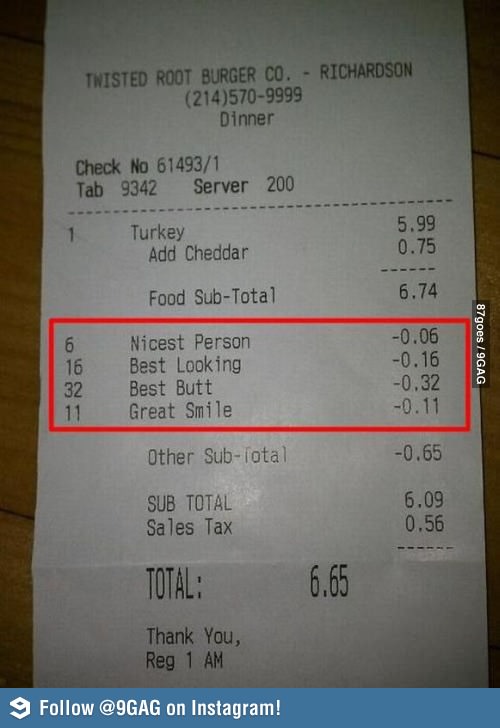 TWISTED ROOT BURGER CO. - RICHARDSON
(214)570-9999
Dinner
Check No 61493/1
Tab 9342 Server 200
1 Turkey 5.99
Add Cheddar 0.75
Food Sub-Total 6.74
6 Nicest Person -0.06
16 Best Looking -0.16
32 Best Butt -0.32
11 Great Smile -0.11
Other Sub-Total -0.65
SUB TOTAL 6.09
Sales Tax 0.56
TOTAL: 6.65
Thank You,
Reg 1 AM
87goes / 9GAG
Follow @9GAG on Instagram!